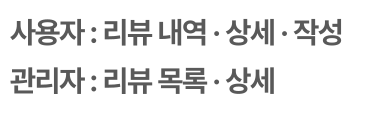 사용자 : 리뷰 내역 · 상세 · 작성
관리자 : 리뷰 목록 · 상세